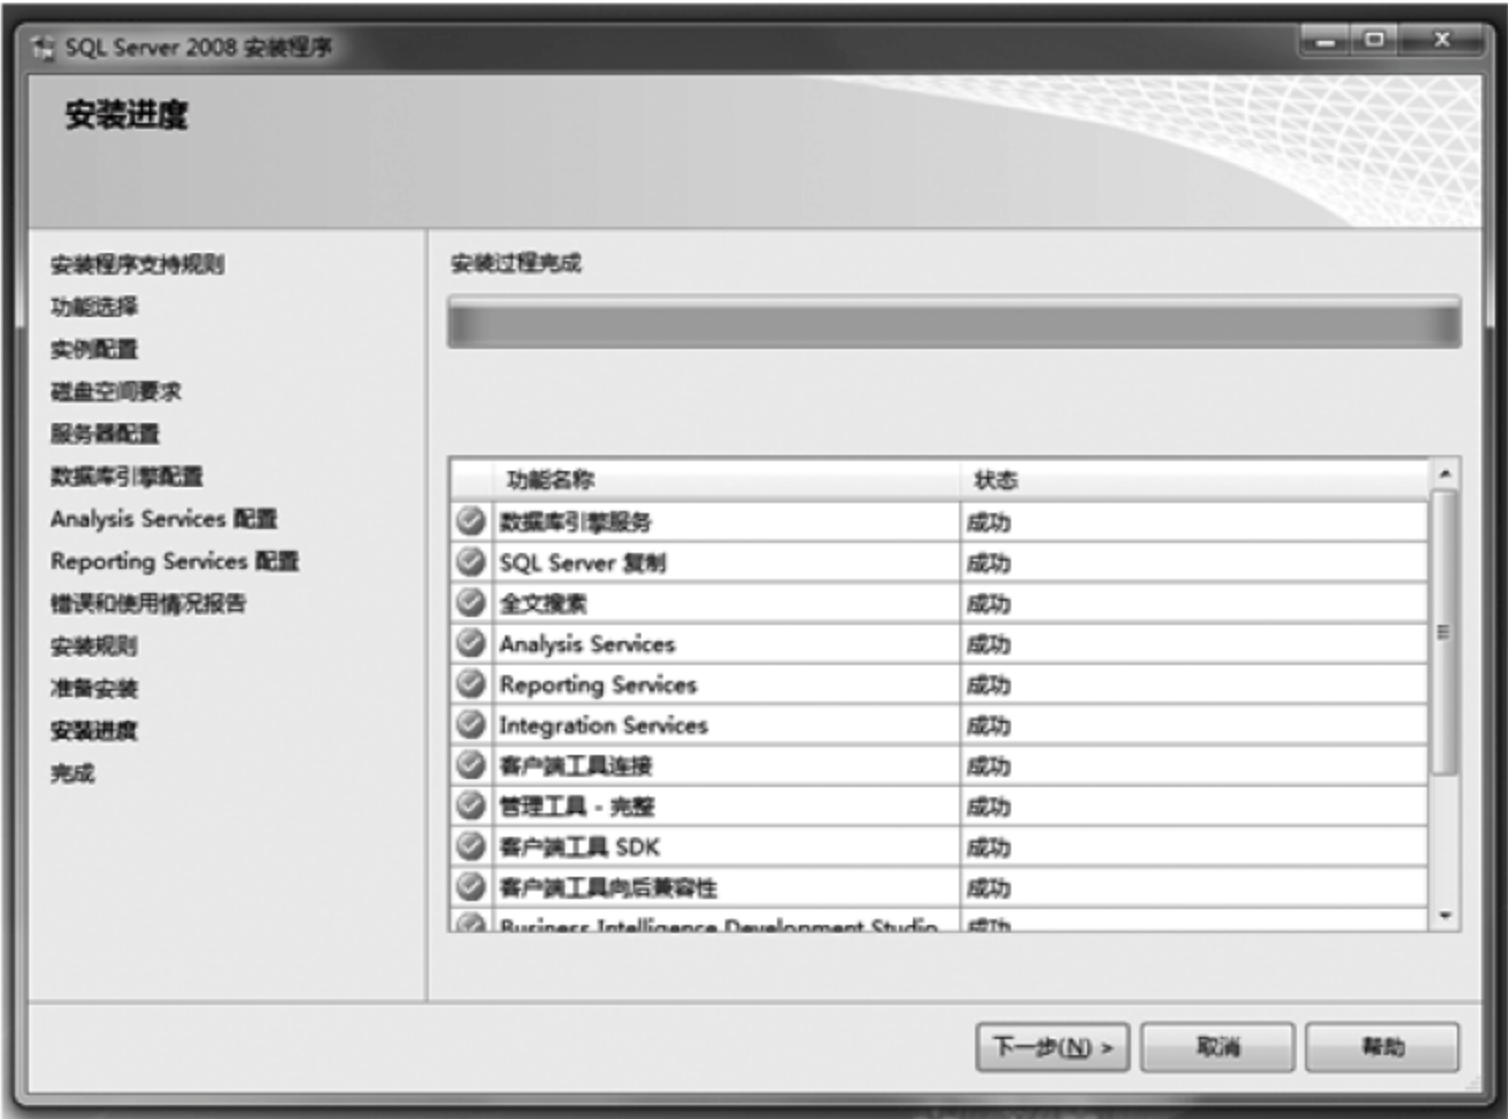 SQL Server 2008 安装程序
安装进度
安装程序支持规则
功能选择
实例配置
磁盘空间要求
服务器配置
数据库引擎配置
Analysis Services 配置
Reporting Services 配置
错误和使用情况报告
安装规则
准备安装
安装进度
完成
安装过程完成
功能名称 状态
数据库引擎服务 成功
SQL Server 复制 成功
全文搜索 成功
Analysis Services 成功
Reporting Services 成功
Integration Services 成功
客户端工具连接 成功
管理工具 - 完整 成功
客户端工具 SDK 成功
客户端工具向后兼容性 成功
Business Intelligence Development Studio 成功
下一步(N) > 取消 帮助